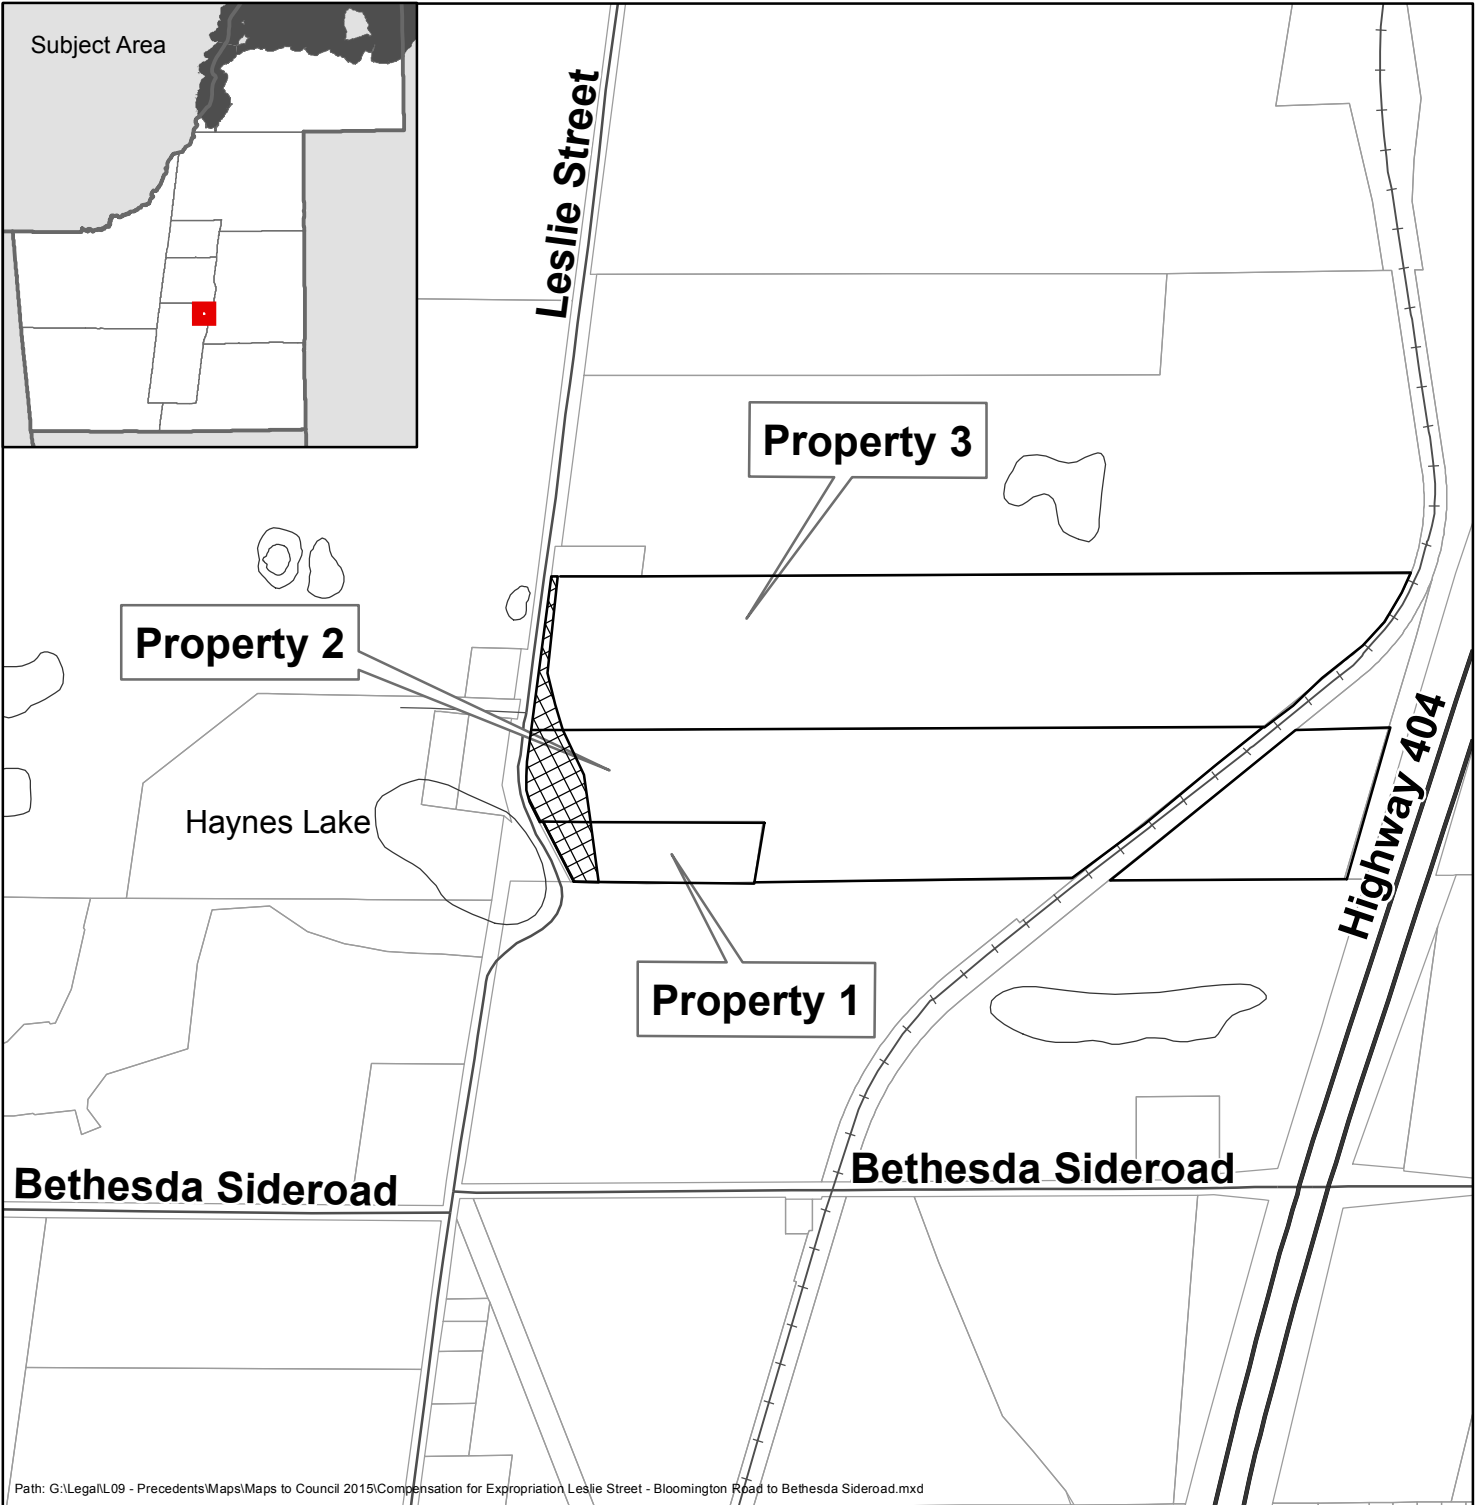 Subject Area
Leslie Street
Property 3
Property 2
Haynes Lake
Highway 404
Property 1
Bethesda Sideroad
Bethesda Sideroad
Path: G:\Legal\L09 - Precedents\Maps\Maps to Council 2015\Compensation for Expropriation Leslie Street - Bloomington Road to Bethesda Sideroad.mxd